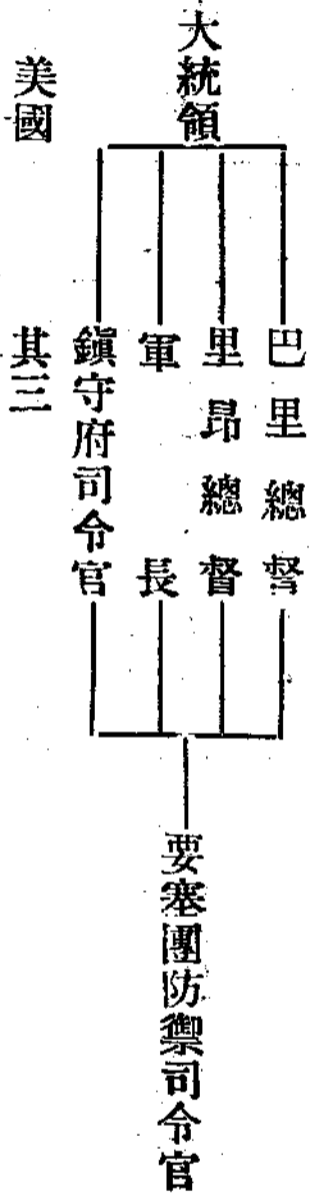 大統領
巴里總督
里昂總督
軍長
鎭守府司令官
要塞團防禦司令官
美國 其三